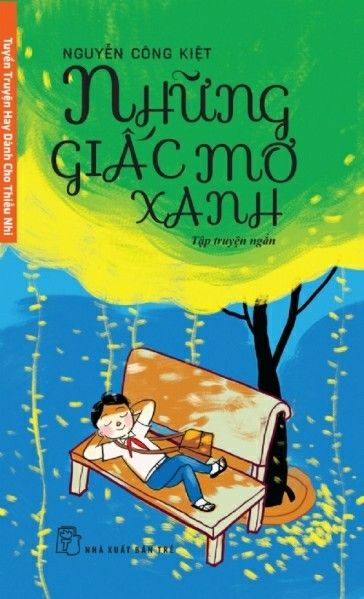 Tuyển Truyện Hay Dành Cho Thiếu Nhi
NGUYỄN CÔNG KIỆT
NHỮNG
GIẤC MƠ
XANH
Tập truyện ngắn
NHÀ XUẤT BẢN TRẺ